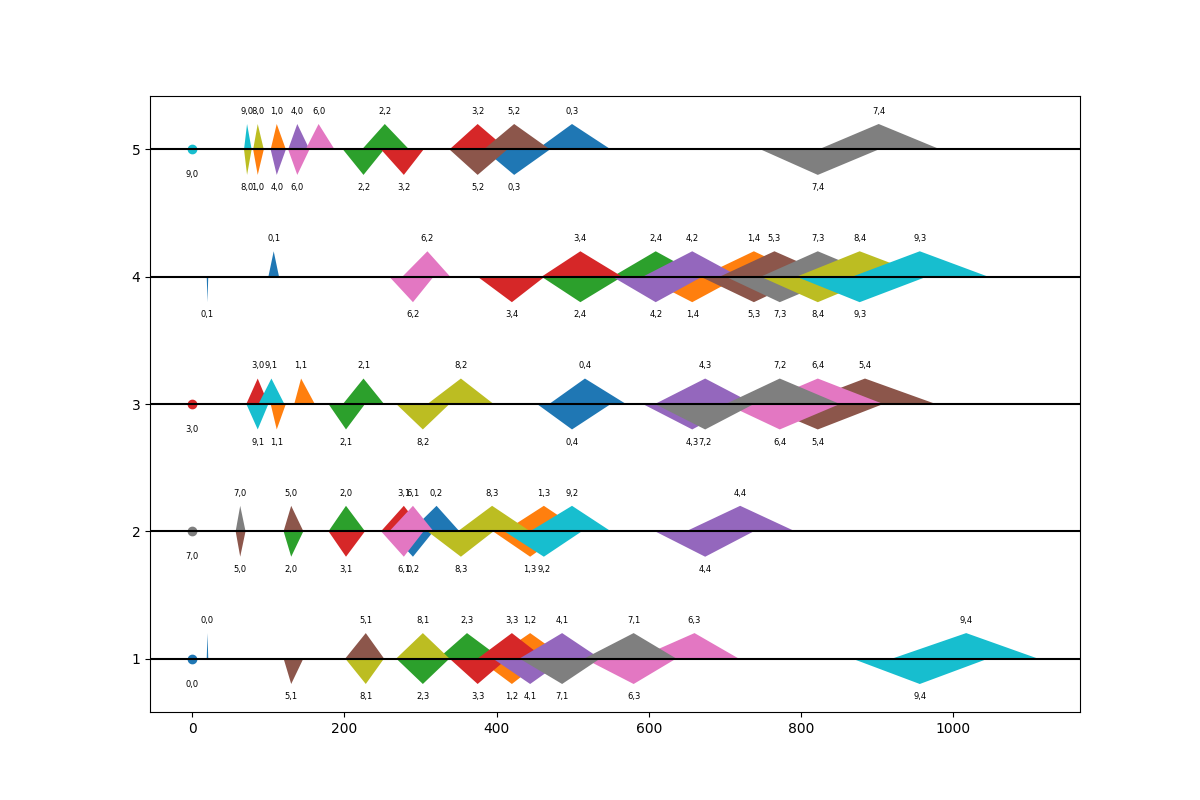 9,0 8,0 1,0 4,0 6,0 2,2 3,2 5,2 0,3 7,4
5
9,0 8,0 1,0 4,0 6,0 2,2 3,2 5,2 0,3 7,4
0,1 6,2 3,4 2,4 4,2 1,4 5,3 7,3 8,4 9,3
4
0,1 6,2 3,4 2,4 4,2 1,4 5,3 7,3 8,4 9,3
3,0 9,1 1,1 2,1 8,2 0,4 4,3 7,2 6,4 5,4
3
3,0 9,1 1,1 2,1 8,2 0,4 4,3 7,2 6,4 5,4
7,0 5,0 2,0 3,1 6,1 0,2 8,3 1,3 9,2 4,4
2
7,0 5,0 2,0 3,1 6,1 0,2 8,3 1,3 9,2 4,4
0,0 5,1 8,1 2,3 3,3 1,2 4,1 7,1 6,3 9,4
1
0,0 5,1 8,1 2,3 3,3 1,2 4,1 7,1 6,3 9,4
0 200 400 600 800 1000